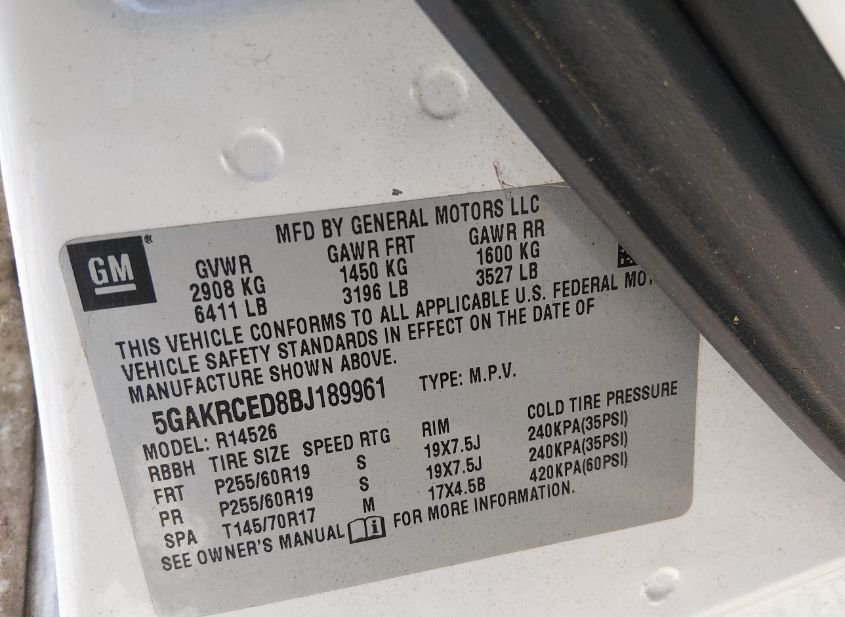 MFD BY GENERAL MOTORS LLC
GM®
GVWR GAWR FRT GAWR RR
2908 KG 1450 KG 1600 KG
6411 LB 3196 LB 3527 LB
THIS VEHICLE CONFORMS TO ALL APPLICABLE U.S. FEDERAL
VEHICLE SAFETY STANDARDS IN EFFECT ON THE DATE OF
MANUFACTURE SHOWN ABOVE.
5GAKRCED8BJ189961 TYPE: M.P.V.
MODEL: R14526
RBBH TIRE SIZE SPEED RTG RIM COLD TIRE PRESSURE
FRT P255/60R19 S 19X7.5J 240KPA(35PSI)
PR P255/60R19 S 19X7.5J 240KPA(35PSI)
SPA T145/70R17 M 17X4.5B 420KPA(60PSI)
SEE OWNER'S MANUAL FOR MORE INFORMATION.